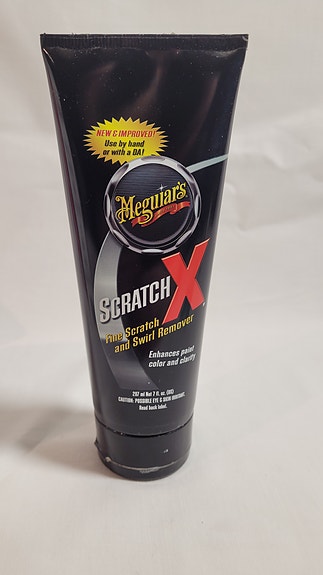 NEW & IMPROVED!
Use by hand
or with a DA!
Meguiar's
SCRATCH X
Fine Scratch
and Swirl Remover
Enhances paint
color and clarity
207 ml Net 7 fl. oz. (US)
CAUTION: POSSIBLE EYE & SKIN IRRITANT.
Read back label.